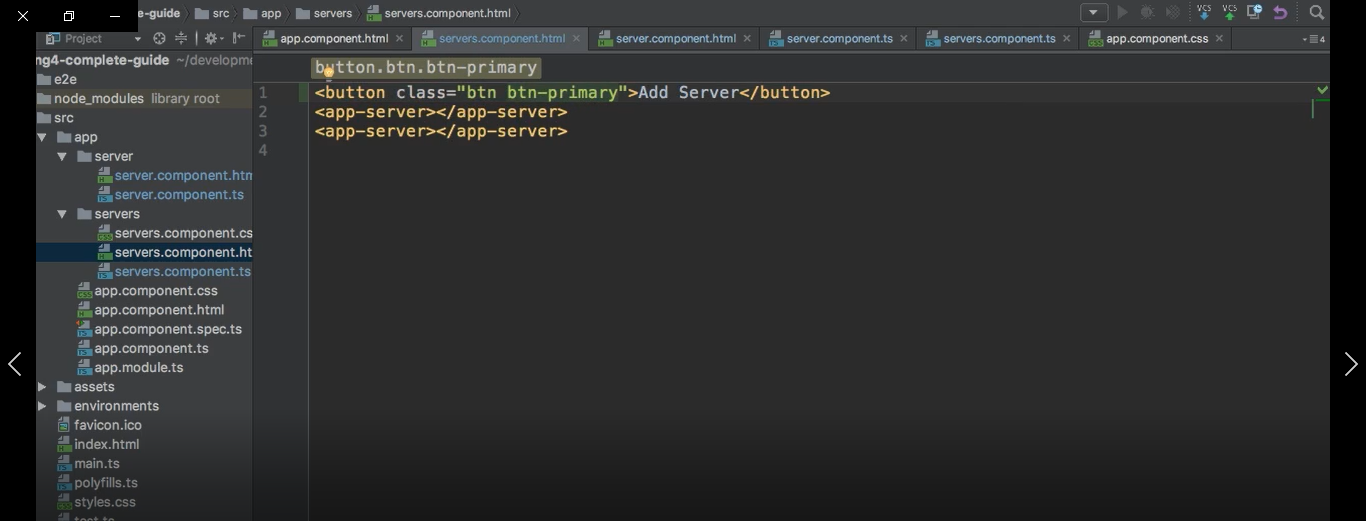 e-guide src app servers servers.component.html
VCS VCS
Project
app.component.html servers.component.html server.component.html server.component.ts servers.component.ts app.component.css 4
ng4-complete-guide ~/developme
e2e
node_modules library root
src
app
server
server.component.htm
server.component.ts
servers
servers.component.cs
servers.component.ht
servers.component.ts
app.component.css
app.component.html
app.component.spec.ts
app.component.ts
app.module.ts
assets
environments
favicon.ico
index.html
main.ts
polyfills.ts
styles.css
test.ts
button.btn.btn-primary
1 <button class="btn btn-primary">Add Server</button>
2 <app-server></app-server>
3 <app-server></app-server>
4